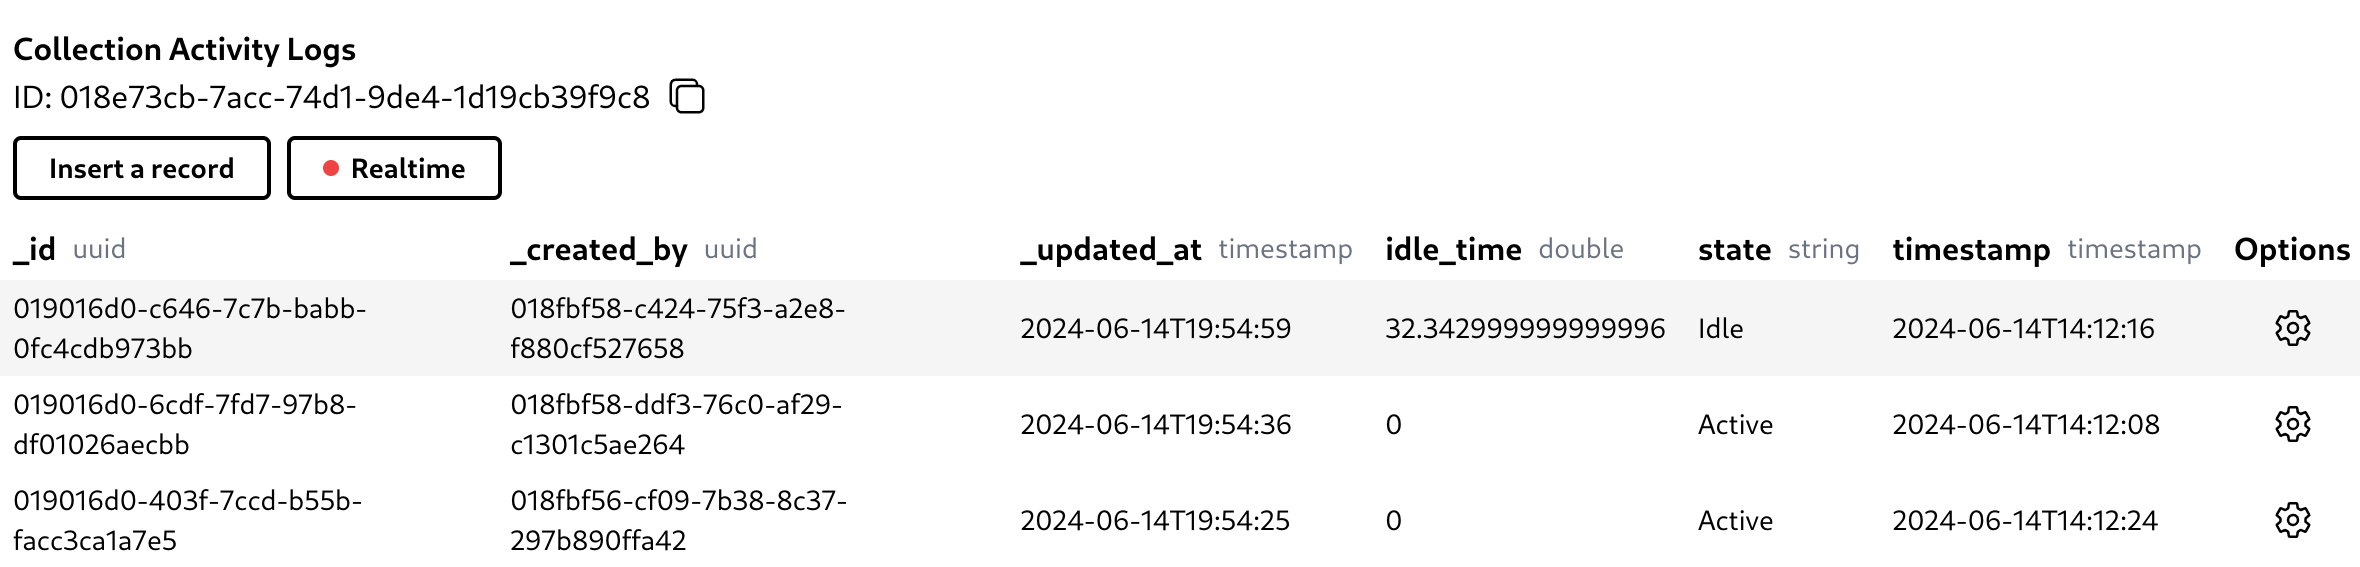 Collection Activity Logs
ID: 018e73cb-7acc-74d1-9de4-1d19cb39f9c8
Insert a record Realtime
_id uuid _created_by uuid _updated_at timestamp idle_time double state string timestamp timestamp Options
019016d0-c646-7c7b-babb- 018fbf58-c424-75f3-a2e8-
2024-06-14T19:54:59 32.342999999999996 Idle 2024-06-14T14:12:16
0fc4cdb973bb f880cf527658
019016d0-6cdf-7fd7-97b8- 018fbf58-ddf3-76c0-af29-
2024-06-14T19:54:36 0 Active 2024-06-14T14:12:08
df01026aecbb c1301c5ae264
019016d0-403f-7ccd-b55b- 018fbf56-cf09-7b38-8c37-
2024-06-14T19:54:25 0 Active 2024-06-14T14:12:24
facc3ca1a7e5 297b890ffa42